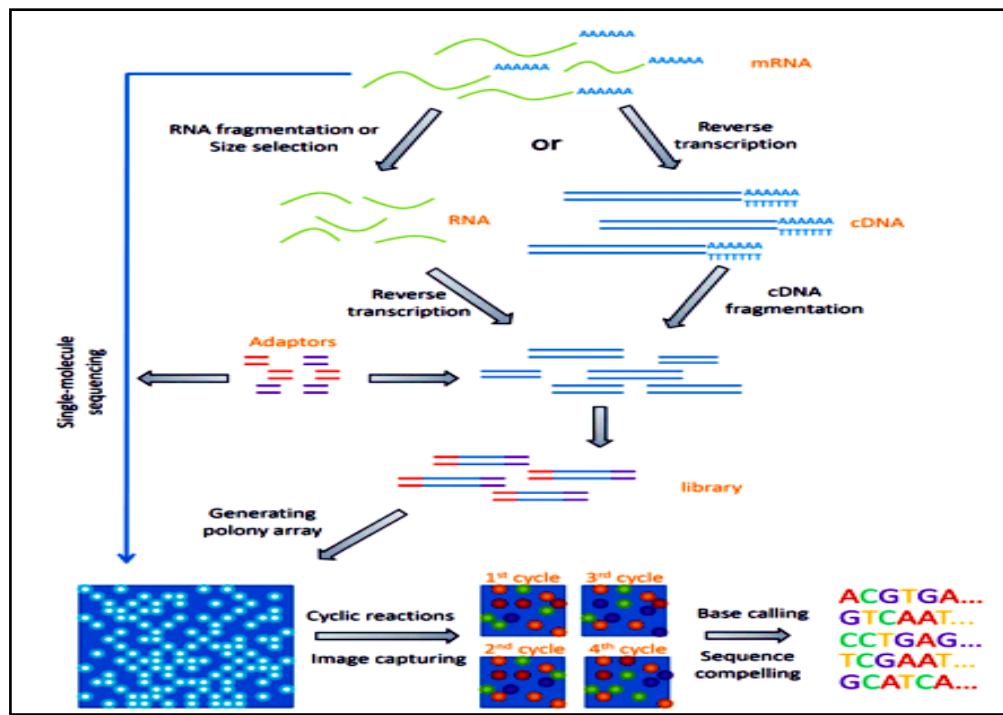 AAAAAA
AAAAAA
AAAAAA
mRNA
AAAAAA
RNA fragmentation or
Size selection
or
Reverse
transcription
AAAAAA
TTTTTTT
RNA
AAAAAA
TTTTTTT
cDNA
AAAAAA
TTTTTTT
Reverse
transcription
cDNA
fragmentation
Adaptors
Single-molecule
sequencing
library
Generating
polony array
1st cycle
3rd cycle
Cyclic reactions
Image capturing
2nd cycle
4th cycle
Base calling
Sequence
compelling
ACGTGA...
GTCAAT...
CCTGAG...
TCGAAT...
GCATCA...